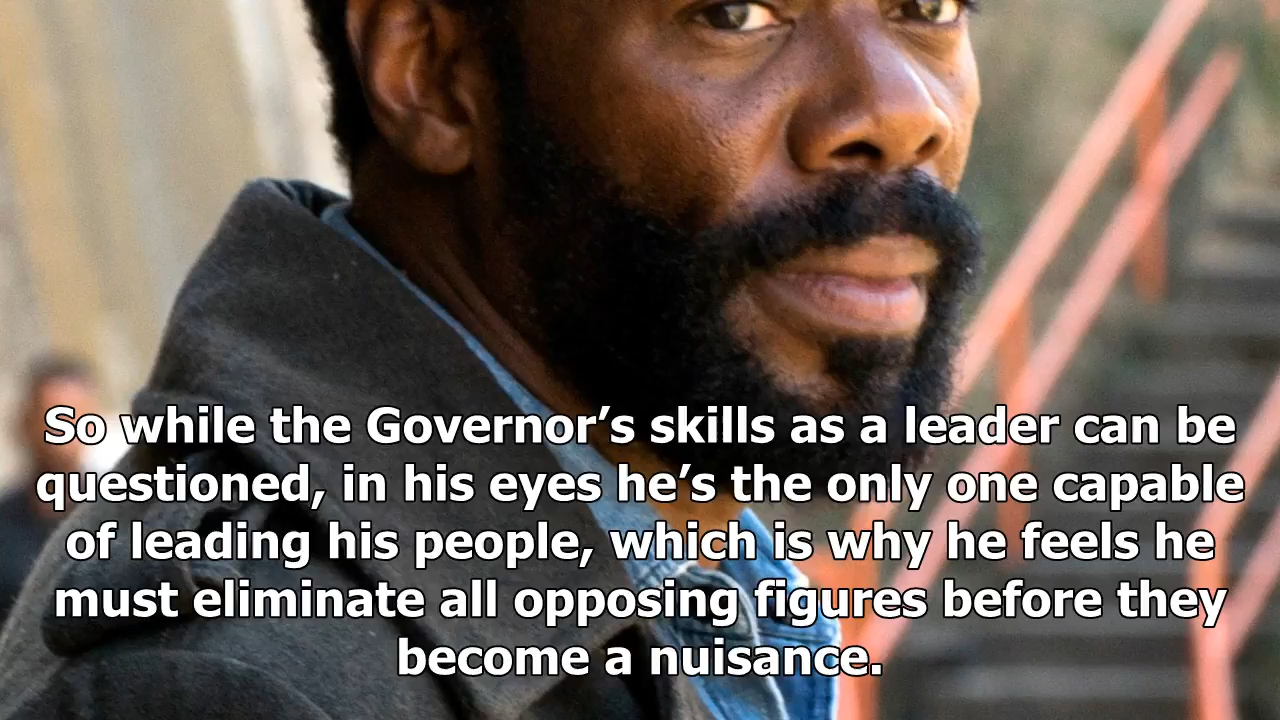 So while the Governor’s skills as a leader can be
questioned, in his eyes he’s the only one capable
of leading his people, which is why he feels he
must eliminate all opposing figures before they
become a nuisance.